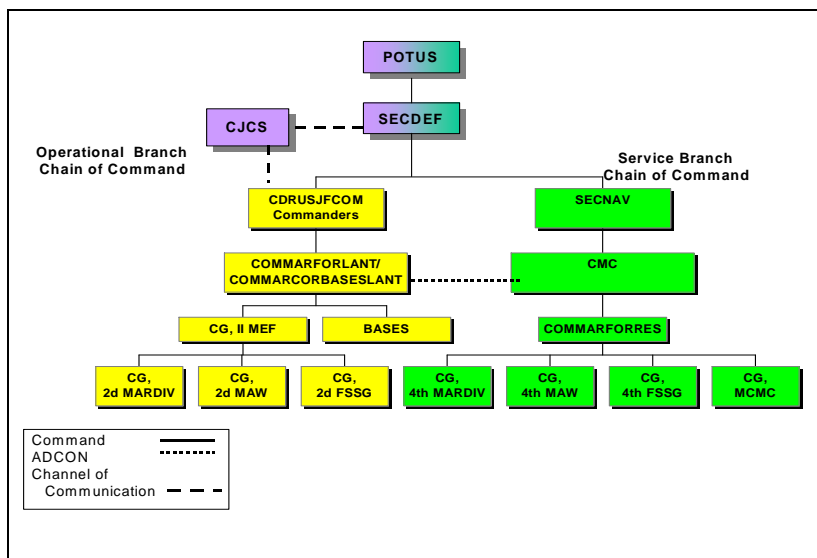 POTUS
CJCS
SECDEF
Operational Branch
Chain of Command
Service Branch
Chain of Command
CDRUSJFCOM
Commanders
SECNAV
COMMARFORLANT/
COMMARCORBASESLANT
CMC
CG, II MEF
BASES
COMMARFORRES
CG,
2d MARDIV
CG,
2d MAW
CG,
2d FSSG
CG,
4th MARDIV
CG,
4th MAW
CG,
4th FSSG
CG,
MCMC
Command
ADCON
Channel of
Communication